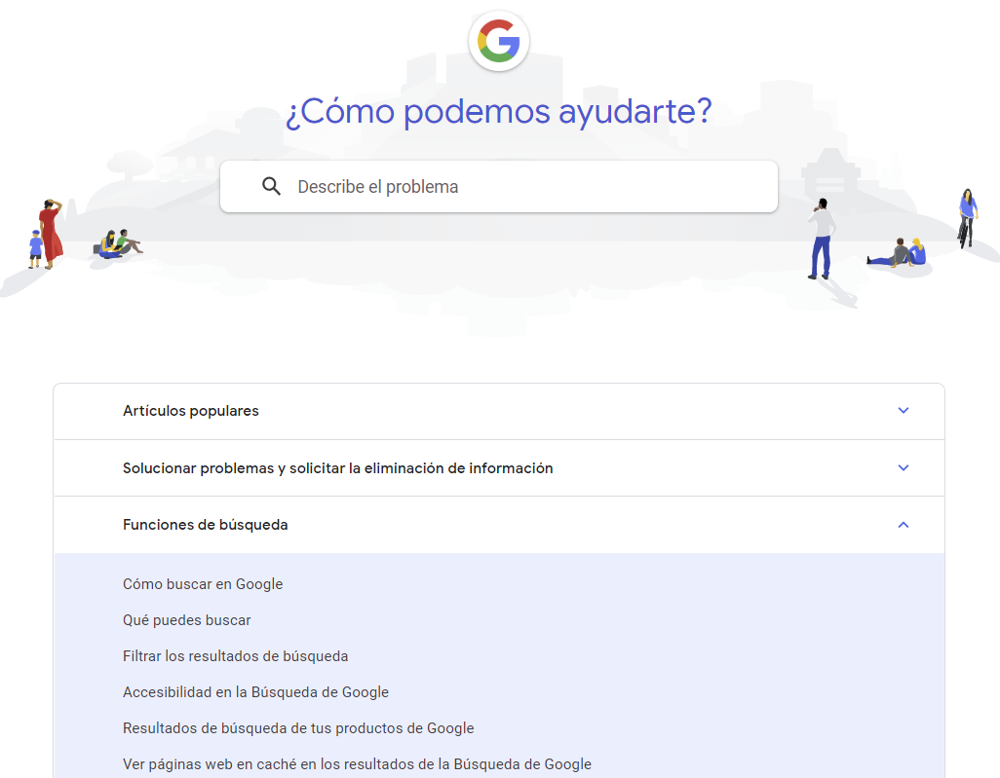 ¿Cómo podemos ayudarte?
Describe el problema
Artículos populares
Solucionar problemas y solicitar la eliminación de información
Funciones de búsqueda
Cómo buscar en Google
Qué puedes buscar
Filtrar los resultados de búsqueda
Accesibilidad en la Búsqueda de Google
Resultados de búsqueda de tus productos de Google
Ver páginas web en caché en los resultados de la Búsqueda de Google